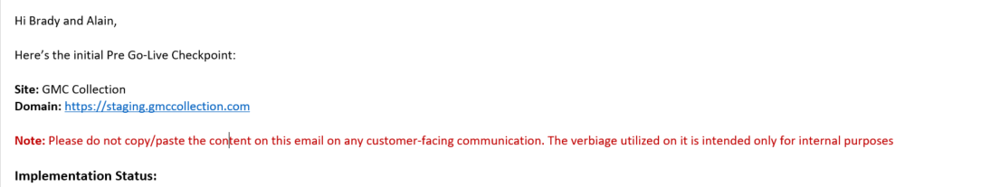 Hi Brady and Alain,
Here’s the initial Pre Go-Live Checkpoint:
Site: GMC Collection
Domain: https://staging.gmccollection.com
Note: Please do not copy/paste the content on this email on any customer-facing communication. The verbiage utilized on it is intended only for internal purposes
Implementation Status: